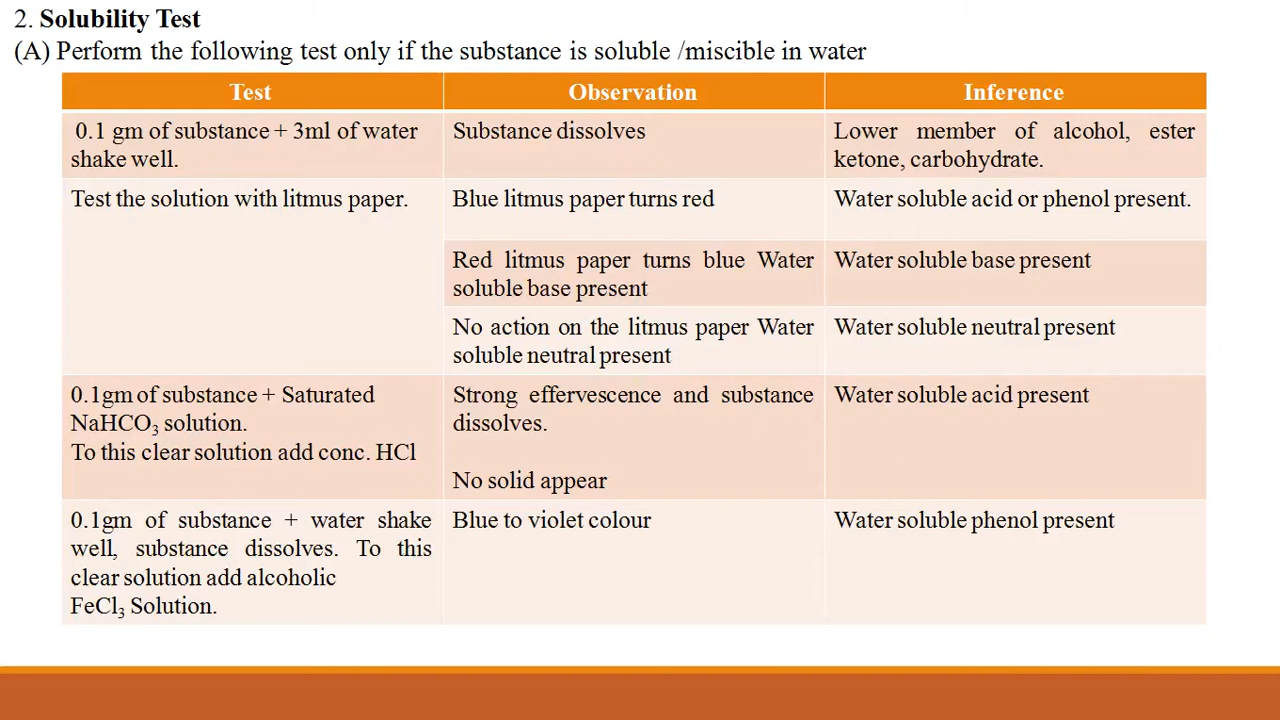 2. Solubility Test
(A) Perform the following test only if the substance is soluble /miscible in water
Test Observation Inference
0.1 gm of substance + 3ml of water
shake well.
Substance dissolves
Lower member of alcohol, ester
ketone, carbohydrate.
Test the solution with litmus paper.
Blue litmus paper turns red
Water soluble acid or phenol present.
Red litmus paper turns blue Water
soluble base present
Water soluble base present
No action on the litmus paper Water
soluble neutral present
Water soluble neutral present
0.1gm of substance + Saturated
NaHCO₃ solution.
To this clear solution add conc. HCl
Strong effervescence and substance
dissolves.
No solid appear
Water soluble acid present
0.1gm of substance + water shake
well, substance dissolves. To this
clear solution add alcoholic
FeCl₃ Solution.
Blue to violet colour
Water soluble phenol present